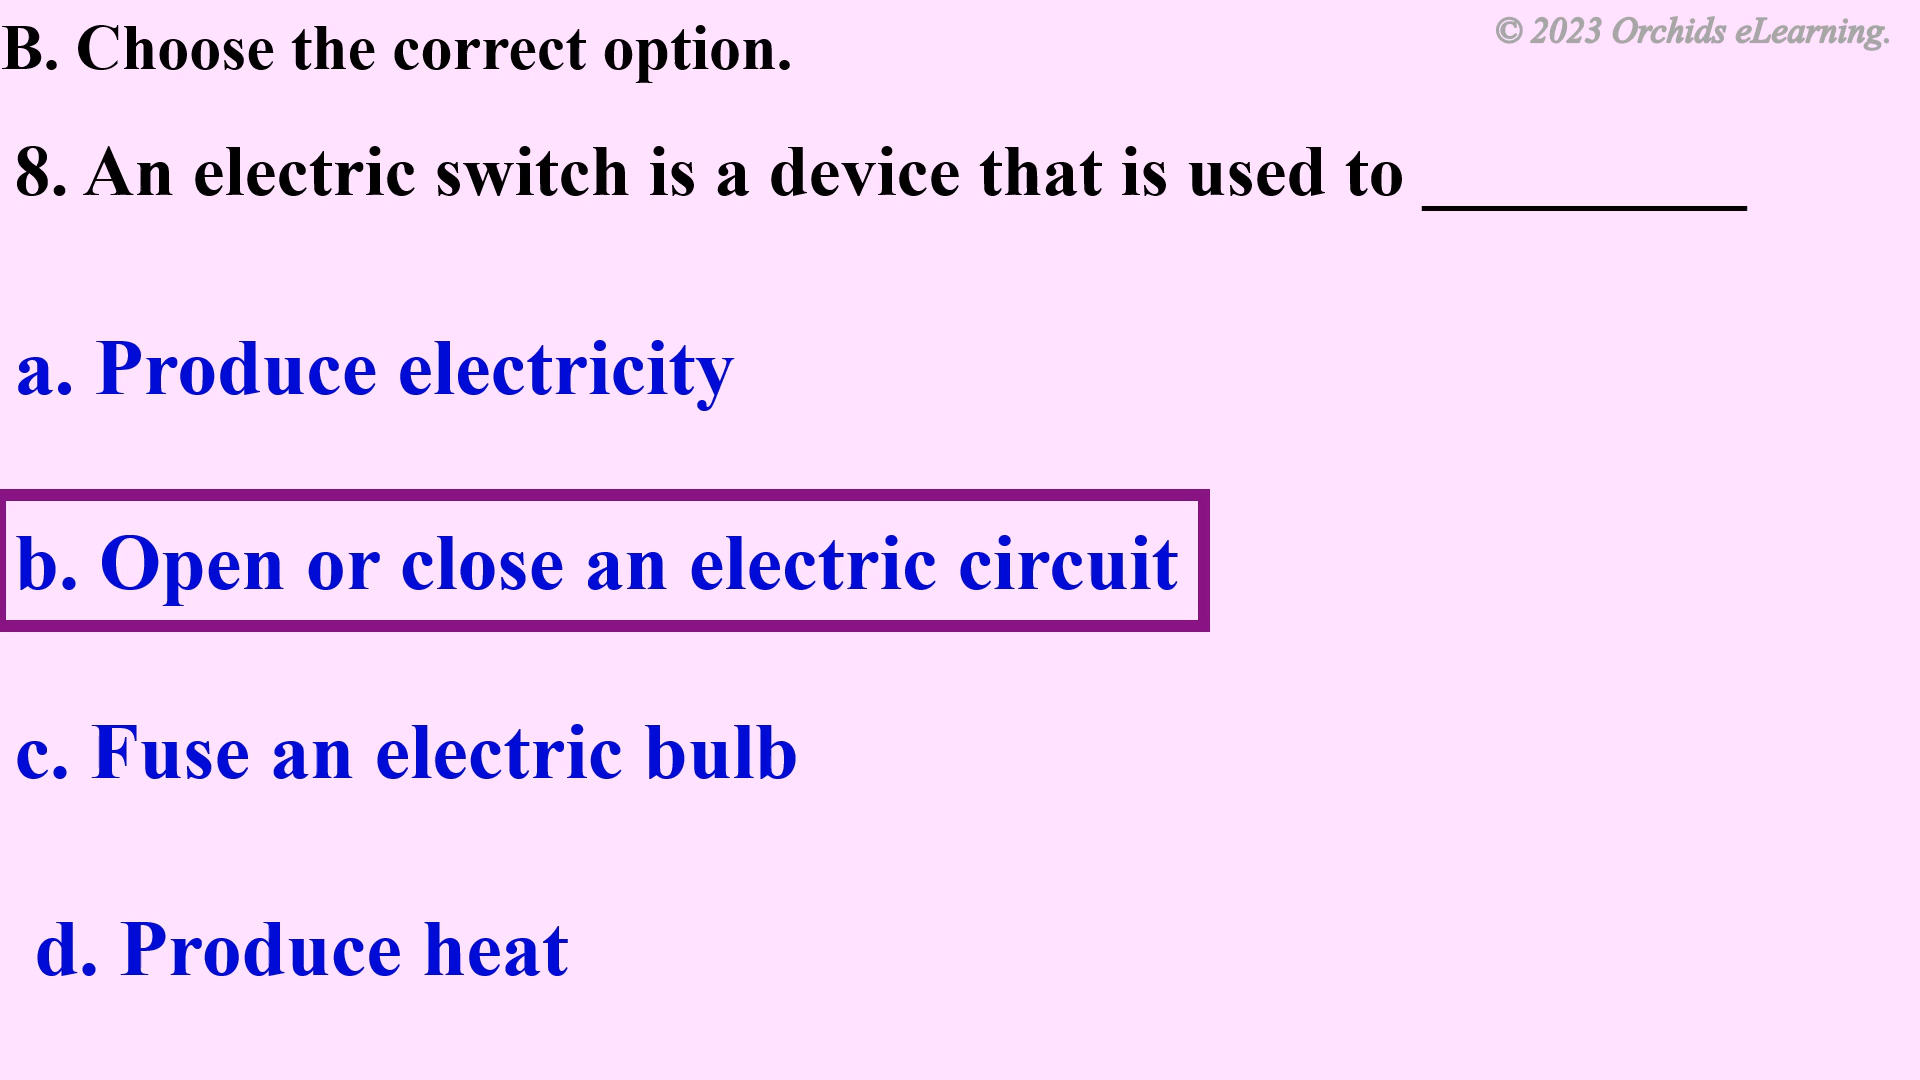 B. Choose the correct option.
© 2023 Orchids eLearning.
8. An electric switch is a device that is used to __________
a. Produce electricity
b. Open or close an electric circuit
c. Fuse an electric bulb
d. Produce heat